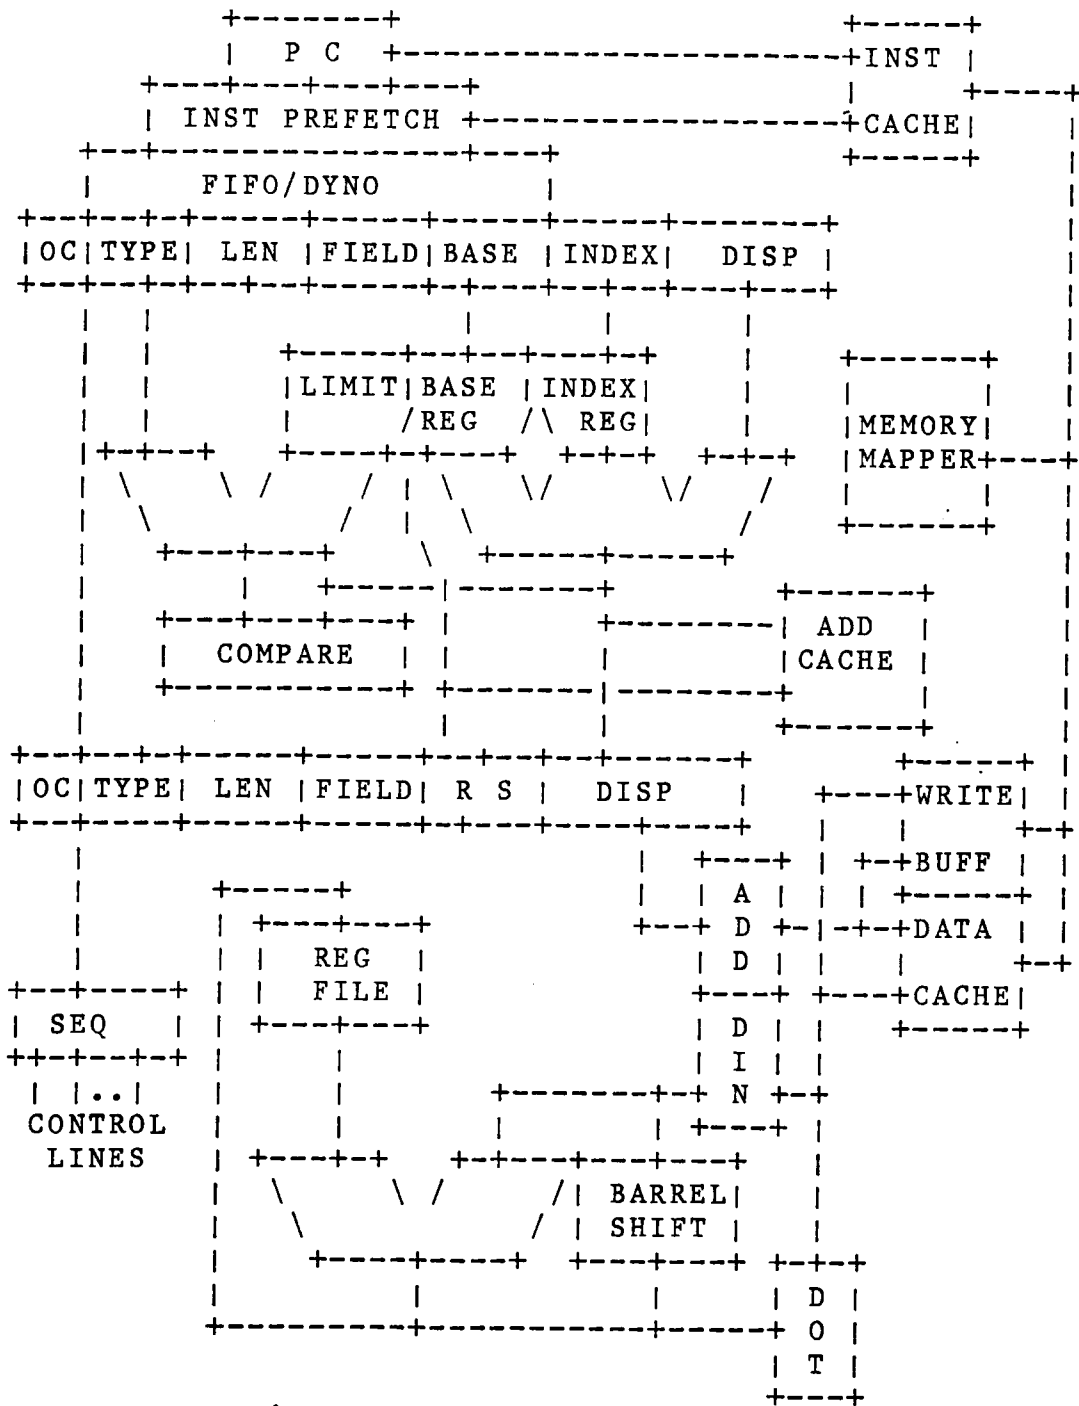 P C
INST
INST PREFETCH
CACHE
FIFO/DYNO
OC TYPE LEN FIELD BASE INDEX DISP
LIMIT BASE INDEX
REG REG
MEMORY
MAPPER
ADD
COMPARE CACHE
OC TYPE LEN FIELD R S DISP
WRITE
BUFF
A
D
D
DATA
REG
FILE
CACHE
SEQ
D
I
N
. .
CONTROL
LINES
BARREL
SHIFT
D
O
T